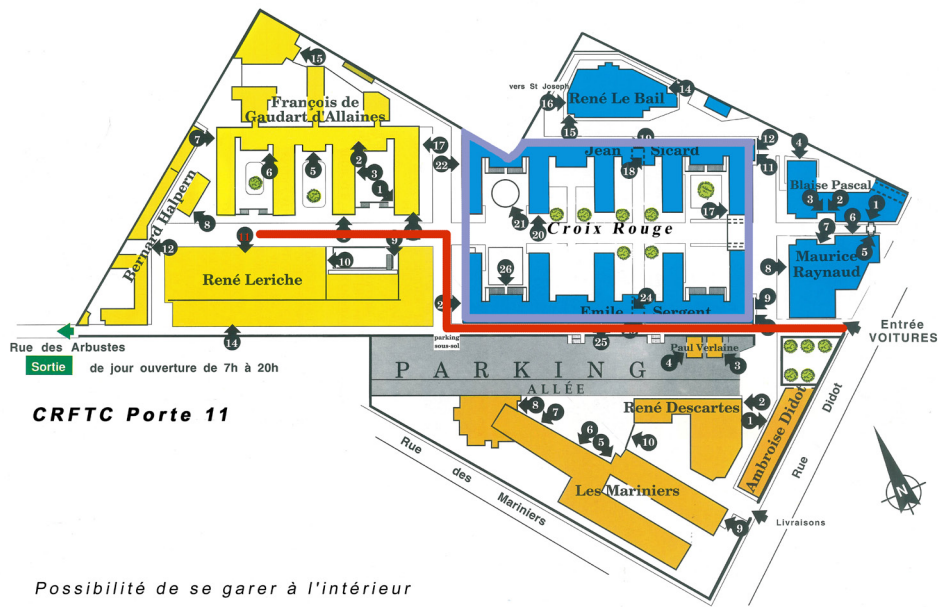 15
vers St Joseph
René Le Bail
14
16
15
François de
Gaudart d'Allaines
7
17
22
12
4
Jean Sicard
11
18
6
5
2
3
1
Blaise Pascal
3
2
1
17
6
Bernard Halpern
8
21
20
Croix Rouge
7
5
12
11
9
10
René Leriche
26
8
Maurice
Raynaud
24
9
Emile Sergent
14
parking
sous-sol
25
Entrée
VOITURES
Rue des Arbustes
Sortie
de jour ouverture de 7h à 20h
Paul Verlaine
4
3
PARKING
ALLÉE
CRFTC Porte 11
René Descartes
2
1
8
7
6
5
10
Ambroise Didot
Rue Didot
Rue des Mariniers
Les Mariniers
N
9
Livraisons
Possibilité de se garer à l'intérieur